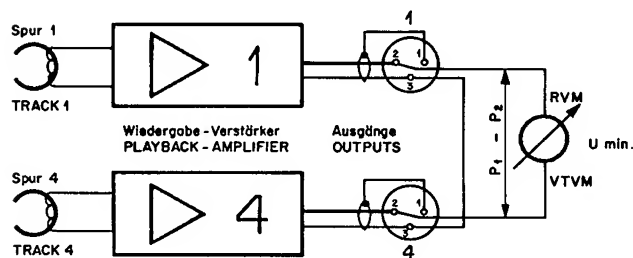 Spur 1
TRACK 1
1
Wiedergabe - Verstärker
PLAYBACK - AMPLIFIER
Ausgänge
OUTPUTS
1
2
1
3
P₁ - P₂
RVM
U min.
VTVM
Spur 4
TRACK 4
4
2
1
3
4